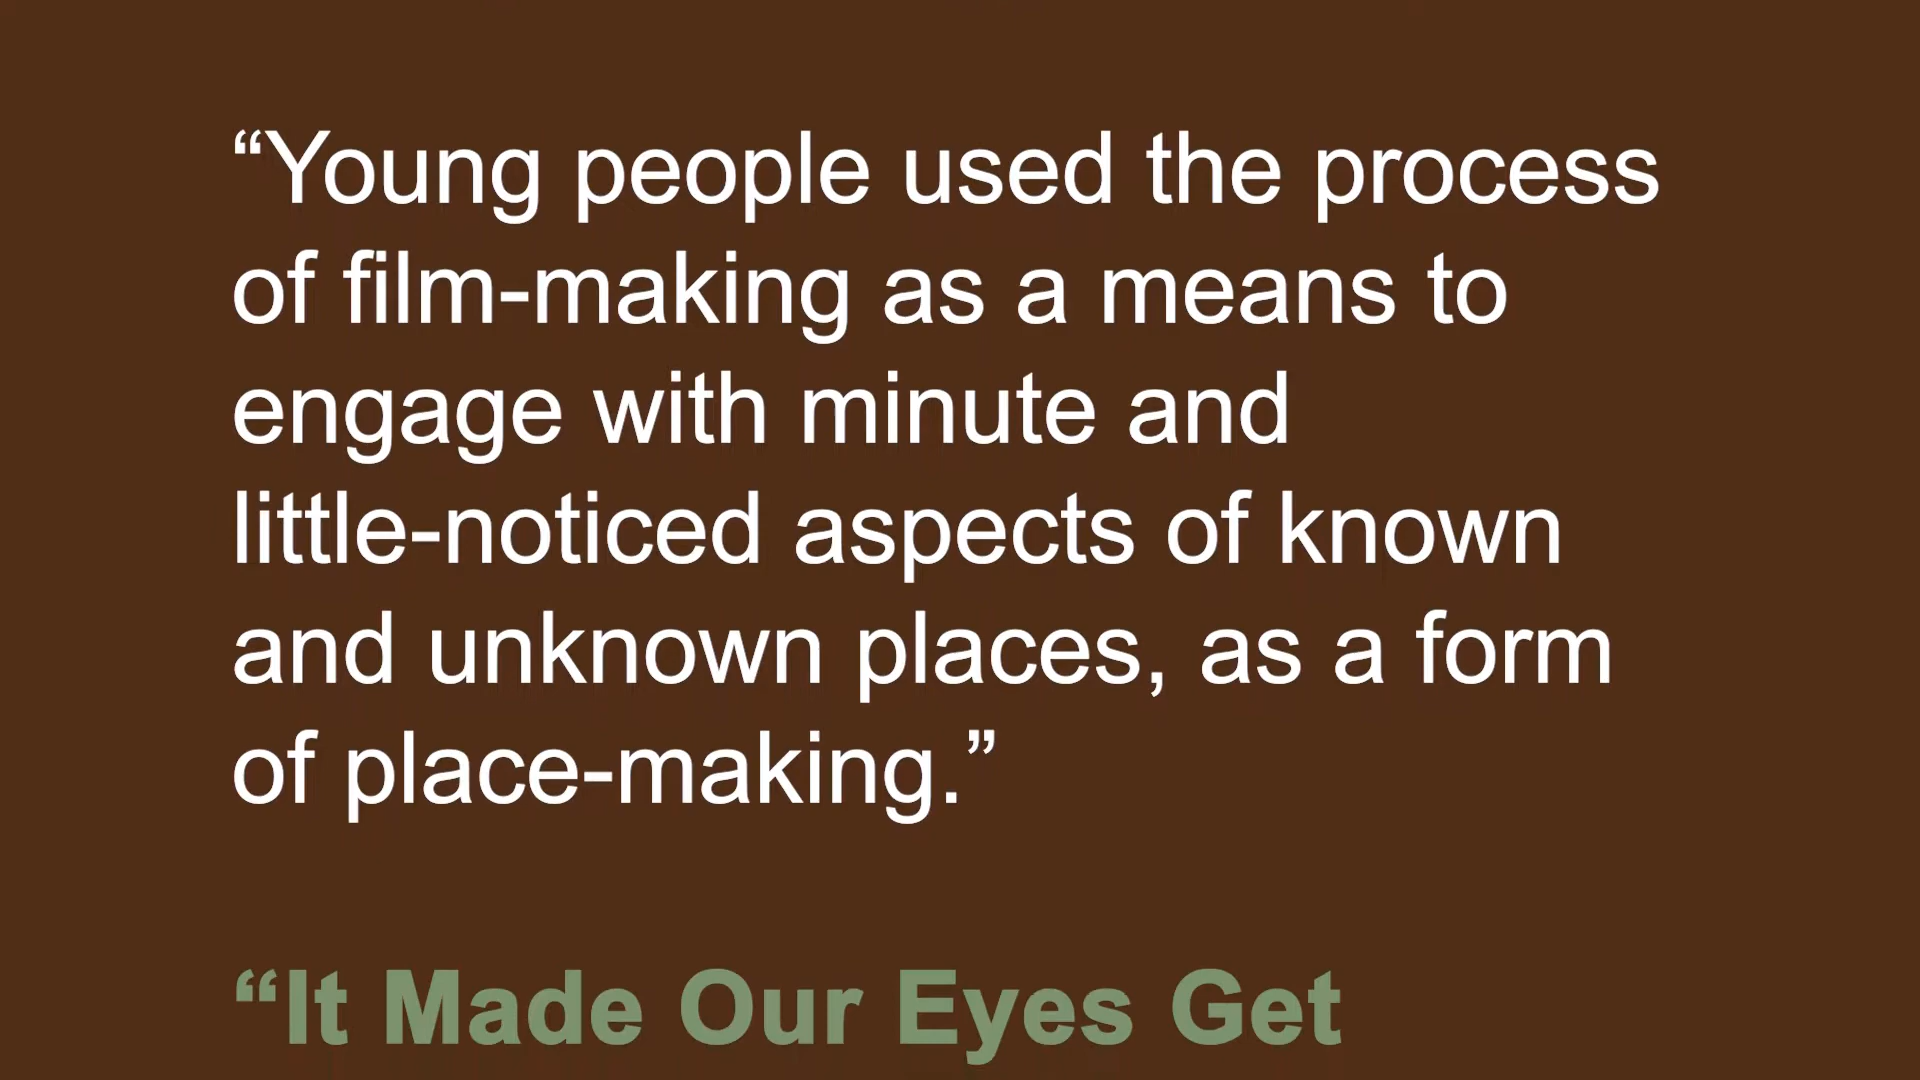 “Young people used the process
of film-making as a means to
engage with minute and
little-noticed aspects of known
and unknown places, as a form
of place-making.”
“It Made Our Eyes Get